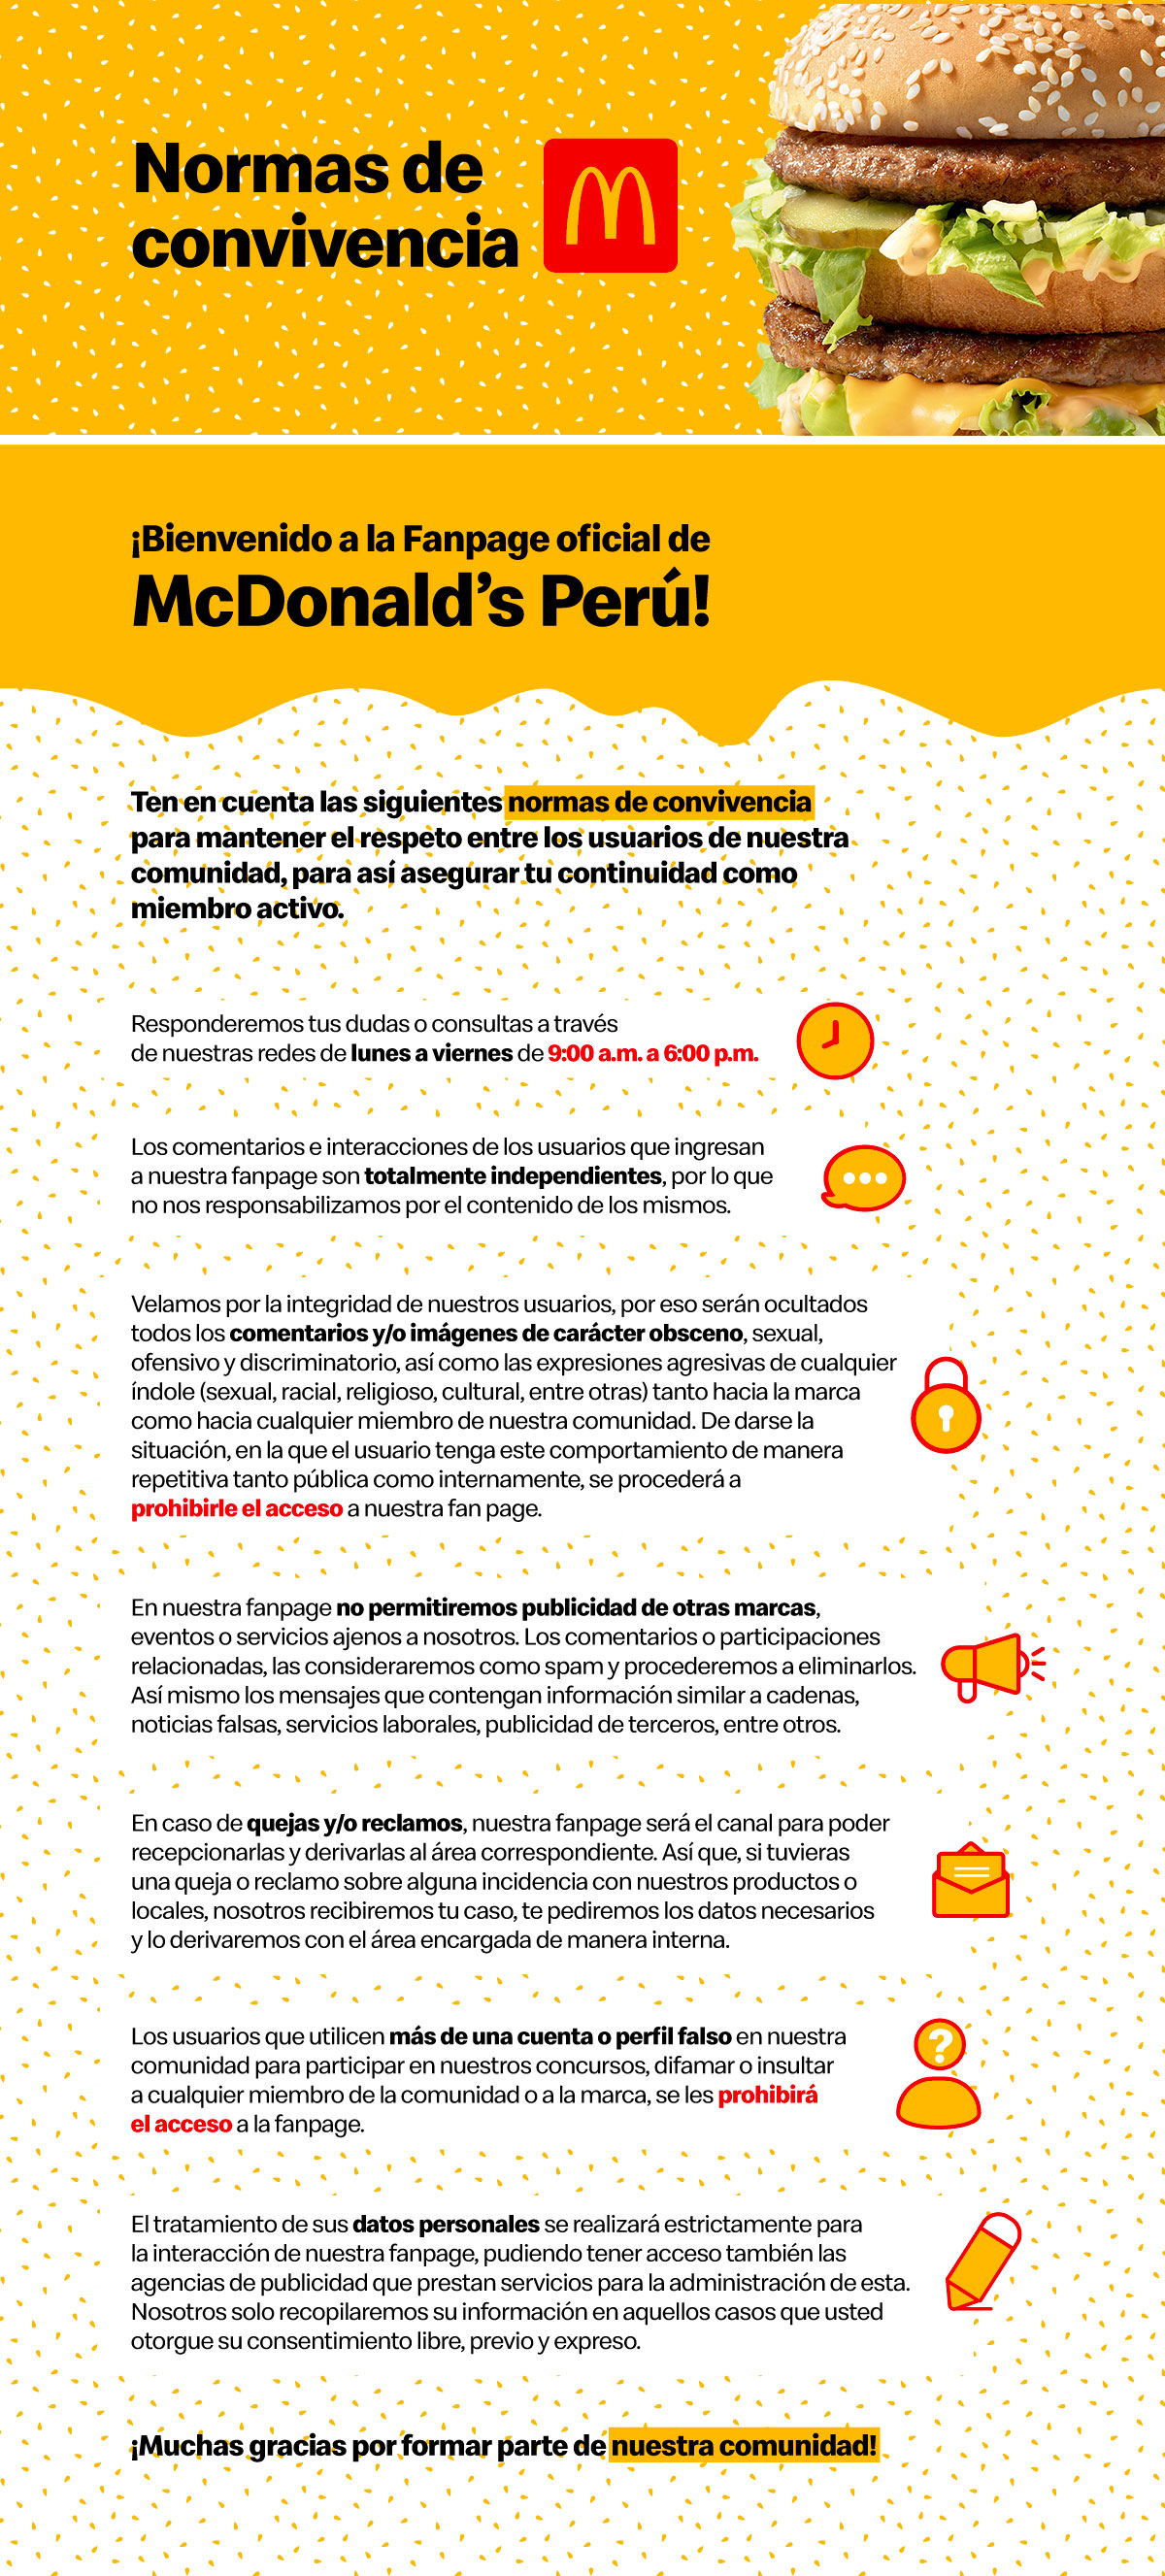 Normas de
convivencia
¡Bienvenido a la Fanpage oficial de
McDonald’s Perú!
Ten en cuenta las siguientes normas de convivencia
para mantener el respeto entre los usuarios de nuestra
comunidad, para así asegurar tu continuidad como
miembro activo.
Responderemos tus dudas o consultas a través
de nuestras redes de lunes a viernes de 9:00 a.m. a 6:00 p.m.
Los comentarios e interacciones de los usuarios que ingresan
a nuestra fanpage son totalmente independientes, por lo que
no nos responsabilizamos por el contenido de los mismos.
Velamos por la integridad de nuestros usuarios, por eso serán ocultados
todos los comentarios y/o imágenes de carácter obsceno, sexual,
ofensivo y discriminatorio, así como las expresiones agresivas de cualquier
índole (sexual, racial, religioso, cultural, entre otras) tanto hacia la marca
como hacia cualquier miembro de nuestra comunidad. De darse la
situación, en la que el usuario tenga este comportamiento de manera
repetitiva tanto pública como internamente, se procederá a
prohibirle el acceso a nuestra fan page.
En nuestra fanpage no permitiremos publicidad de otras marcas,
eventos o servicios ajenos a nosotros. Los comentarios o participaciones
relacionadas, las consideraremos como spam y procederemos a eliminarlos.
Así mismo los mensajes que contengan información similar a cadenas,
noticias falsas, servicios laborales, publicidad de terceros, entre otros.
En caso de quejas y/o reclamos, nuestra fanpage será el canal para poder
recepcionarlas y derivarlas al área correspondiente. Así que, si tuvieras
una queja o reclamo sobre alguna incidencia con nuestros productos o
locales, nosotros recibiremos tu caso, te pediremos los datos necesarios
y lo derivaremos con el área encargada de manera interna.
Los usuarios que utilicen más de una cuenta o perfil falso en nuestra
comunidad para participar en nuestros concursos, difamar o insultar
a cualquier miembro de la comunidad o a la marca, se les prohibirá
el acceso a la fanpage.
?
El tratamiento de sus datos personales se realizará estrictamente para
la interacción de nuestra fanpage, pudiendo tener acceso también las
agencias de publicidad que prestan servicios para la administración de esta.
Nosotros solo recopilaremos su información en aquellos casos que usted
otorgue su consentimiento libre, previo y expreso.
¡Muchas gracias por formar parte de nuestra comunidad!